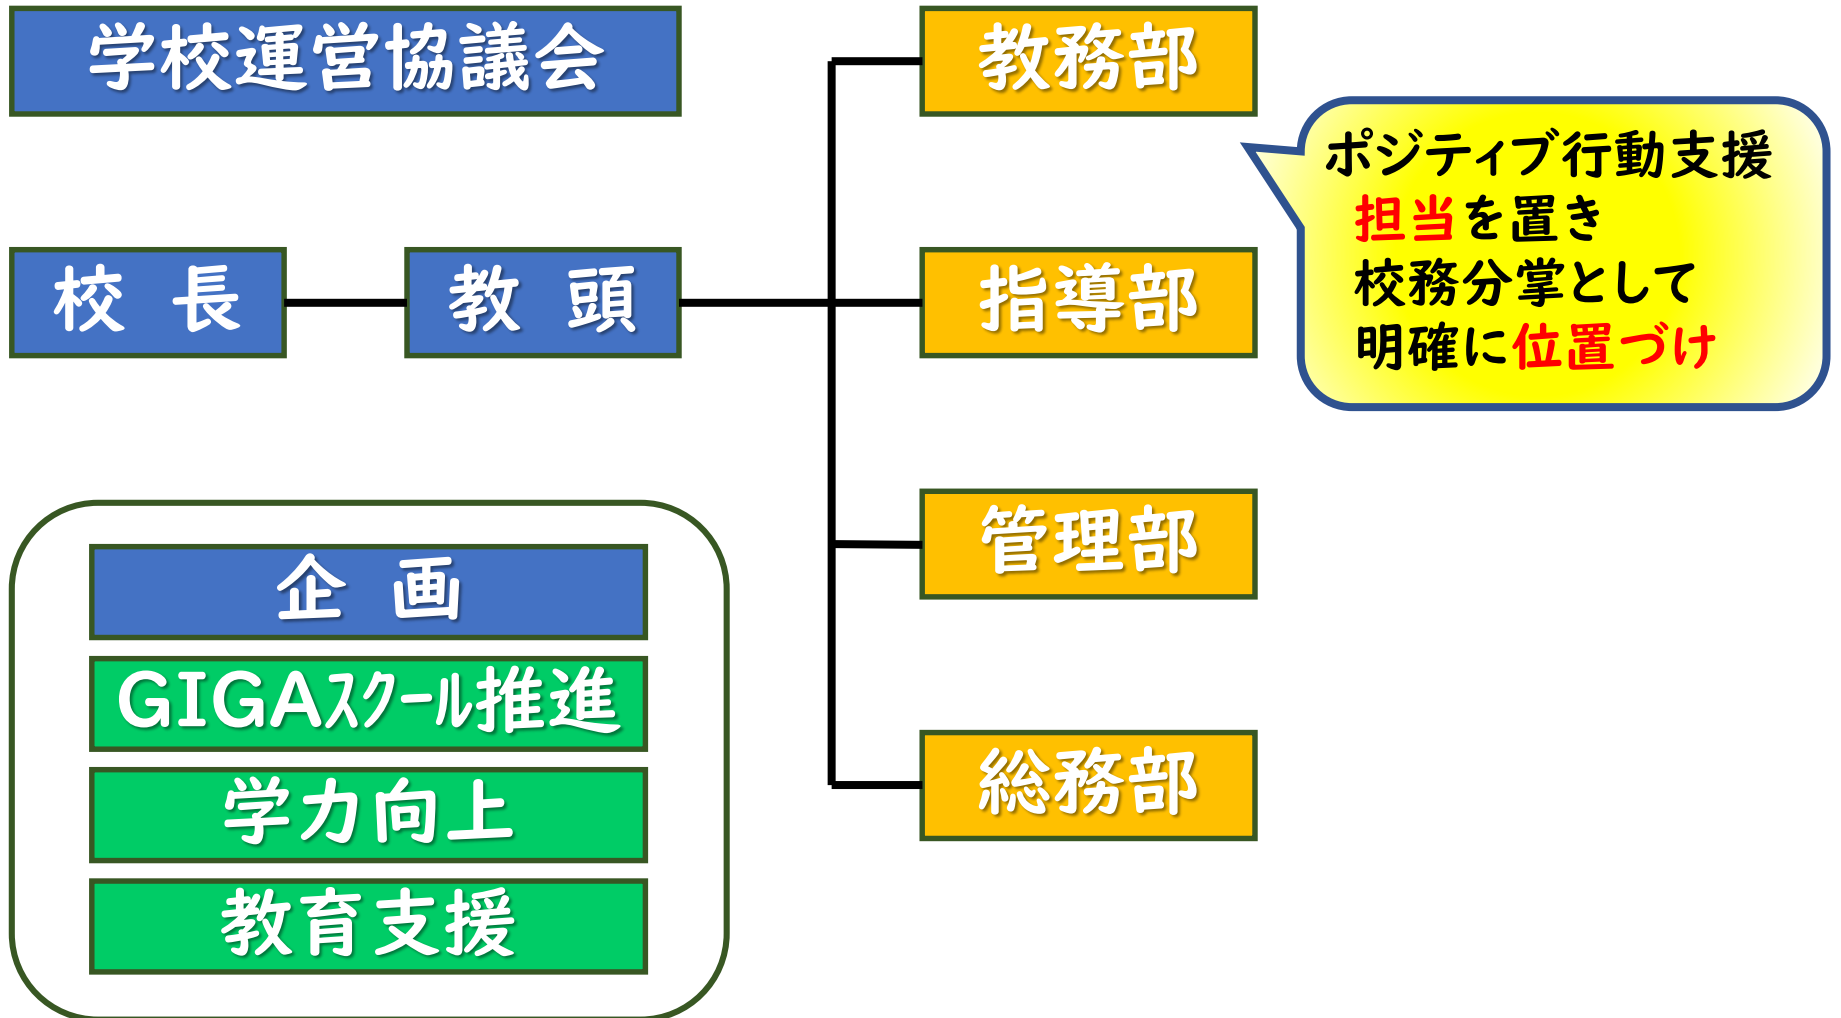 学校運営協議会
校 長
教 頭
教務部
指導部
管理部
総務部
ポジティブ行動支援
担当を置き
校務分掌として
明確に位置づけ
企 画
GIGAｽｸｰﾙ推進
学力向上
教育支援